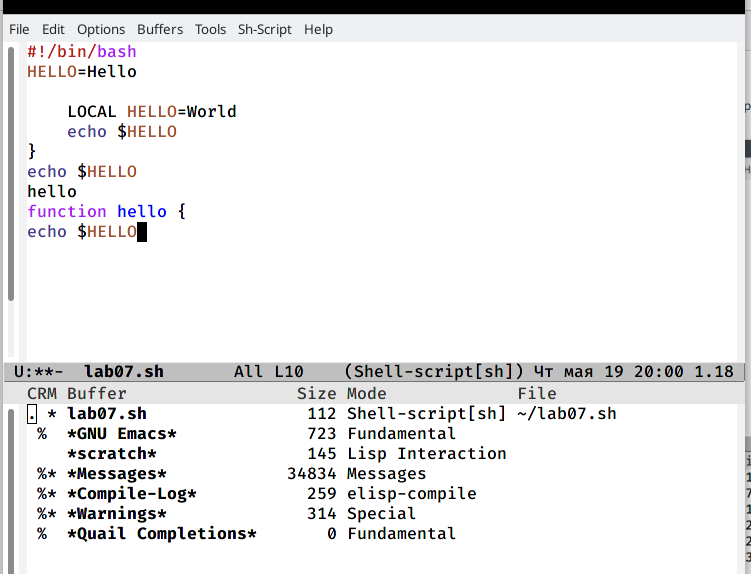 File Edit Options Buffers Tools Sh-Script Help
#!/bin/bash
HELLO=Hello
    LOCAL HELLO=World
    echo $HELLO
}
echo $HELLO
hello
function hello {
echo $HELLO
U:**-  lab07.sh       All L10    (Shell-script[sh]) Чт мая 19 20:00 1.18
CRM Buffer                 Size Mode             File
. * lab07.sh                112 Shell-script[sh] ~/lab07.sh
 %  *GNU Emacs*             723 Fundamental
    *scratch*               145 Lisp Interaction
 %* *Messages*            34834 Messages
 %* *Compile-Log*           259 elisp-compile
 %* *Warnings*              314 Special
 %  *Quail Completions*       0 Fundamental